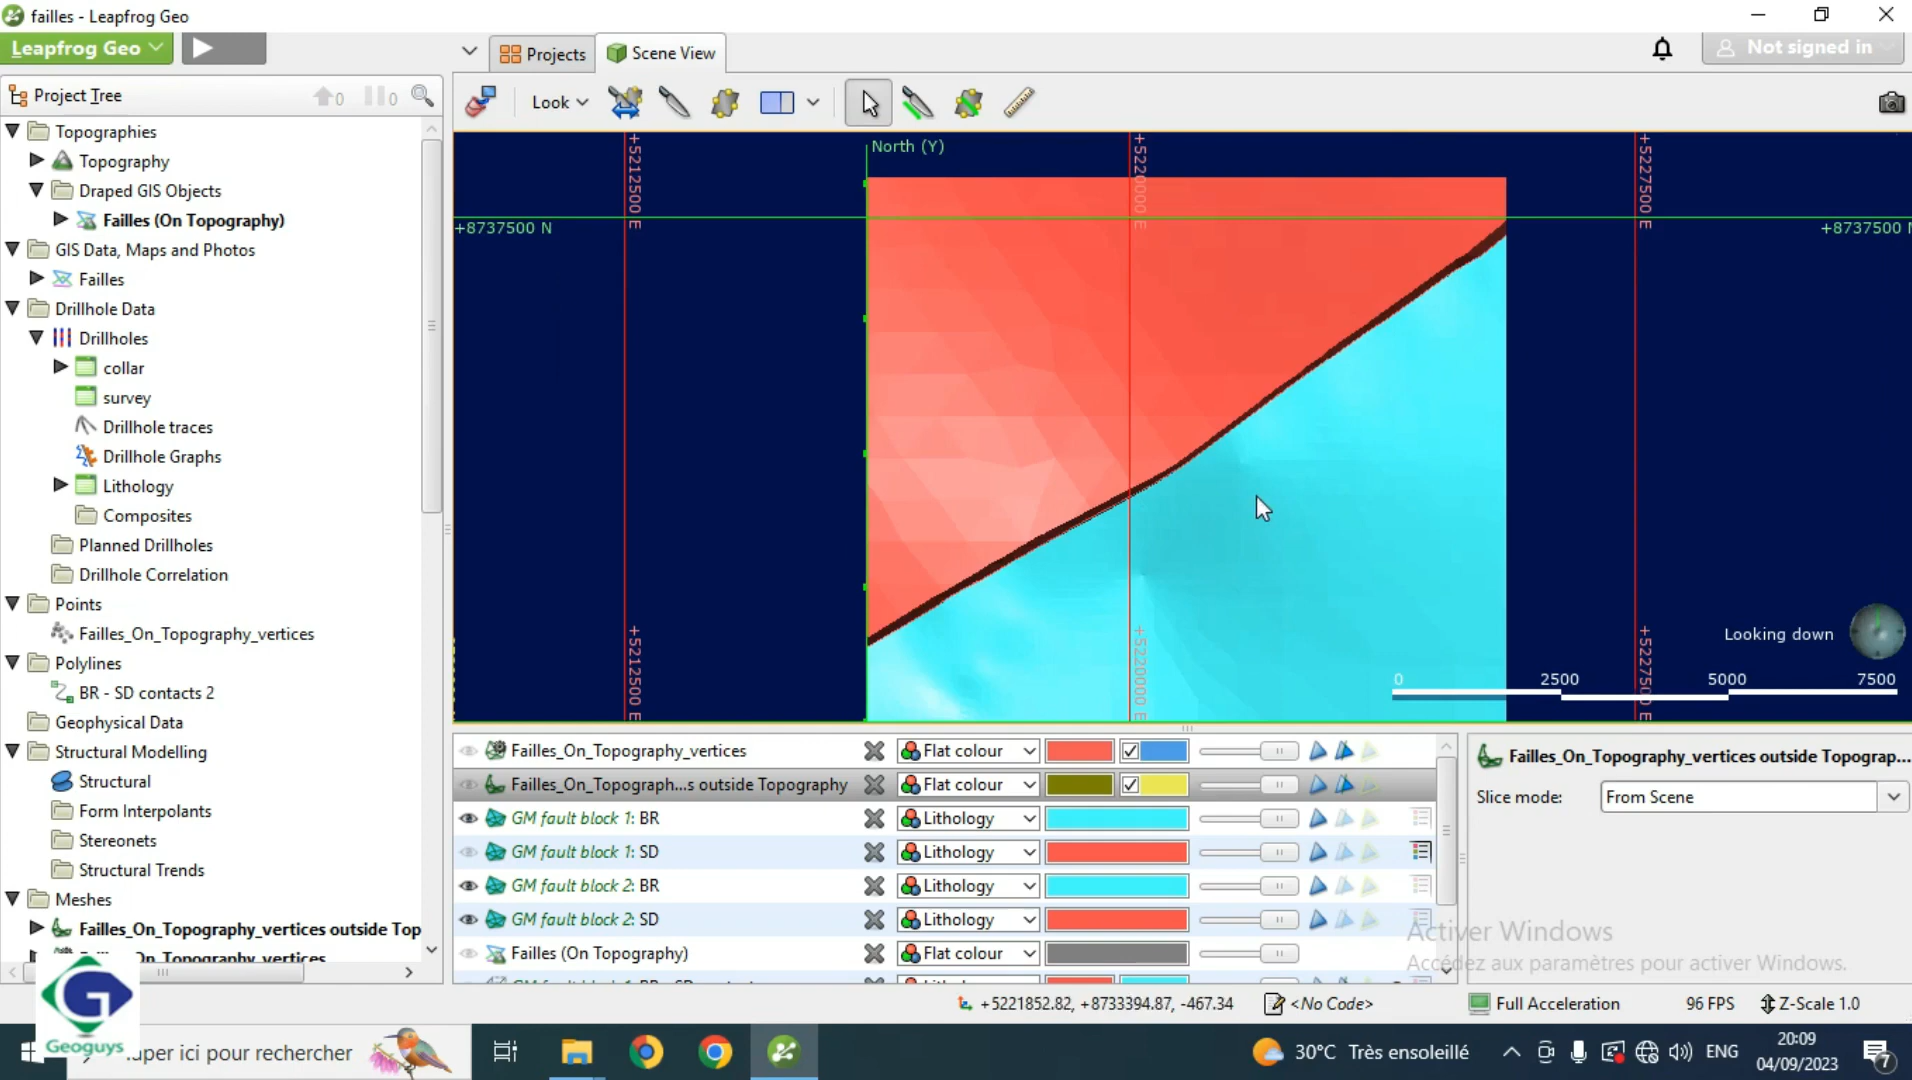 failles - Leapfrog Geo
Leapfrog Geo
Projects
Scene View
Not signed in
Project Tree
0
0
Look
Topographies
Topography
Draped GIS Objects
Failles (On Topography)
GIS Data, Maps and Photos
Failles
Drillhole Data
Drillholes
collar
survey
Drillhole traces
Drillhole Graphs
Lithology
Composites
Planned Drillholes
Drillhole Correlation
Points
Failles_On_Topography_vertices
Polylines
BR - SD contacts 2
Geophysical Data
Structural Modelling
Structural
Form Interpolants
Stereonets
Structural Trends
Meshes
Failles_On_Topography_vertices outside Top
North (Y)
+5212500 E
+5220000 E
+5227500 E
+8737500 N
+8737500 N
+5212500 E
+5220000 E
+5227500 E
Looking down
0 2500 5000 7500
Failles_On_Topography_vertices Flat colour
Failles_On_Topograph...s outside Topography Flat colour
GM fault block 1: BR Lithology
GM fault block 1: SD Lithology
GM fault block 2: BR Lithology
GM fault block 2: SD Lithology
Failles (On Topography) Flat colour
Failles_On_Topography_vertices outside Topograp...
Slice mode: From Scene
Activer Windows
Accédez aux paramètres pour activer Windows.
+5221852.82, +8733394.87, -467.34
<No Code>
Full Acceleration
96 FPS
Z-Scale 1.0
G
Geoguys
aper ici pour rechercher
30°C Très ensoleillé
ENG
20:09
04/09/2023
7